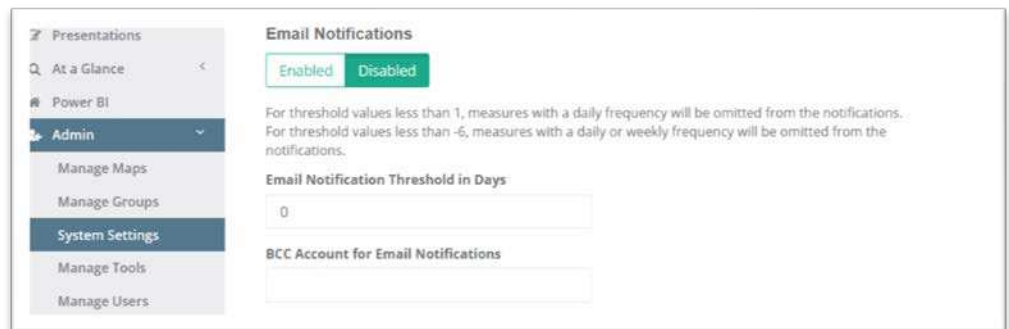 Presentations
At a Glance
Power BI
Admin
Manage Maps
Manage Groups
System Settings
Manage Tools
Manage Users
Email Notifications
Enabled Disabled
For threshold values less than 1, measures with a daily frequency will be omitted from the notifications.
For threshold values less than -6, measures with a daily or weekly frequency will be omitted from the
notifications.
Email Notification Threshold in Days
0
BCC Account for Email Notifications